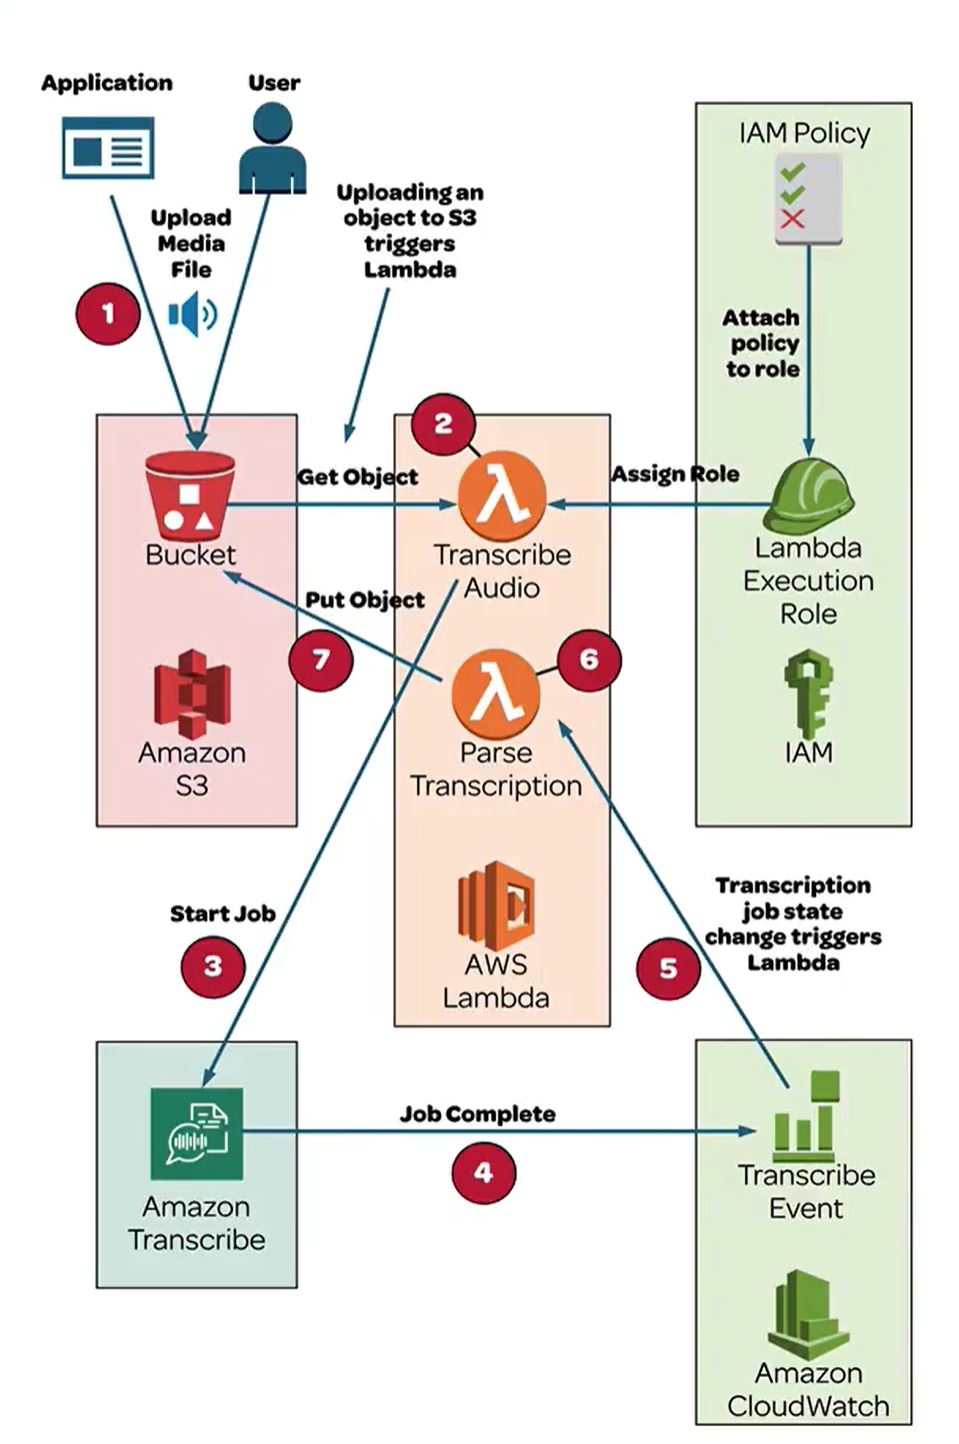 Application
User
IAM Policy
Uploading an
object to S3
triggers
Lambda
Upload
Media
File
1
Attach
policy
to role
2
Get Object
Assign Role
Bucket
Transcribe
Audio
Lambda
Execution
Role
Put Object
7
6
Amazon
S3
Parse
Transcription
IAM
Start Job
3
AWS
Lambda
Transcription
job state
change triggers
Lambda
5
Job Complete
4
Amazon
Transcribe
Transcribe
Event
Amazon
CloudWatch